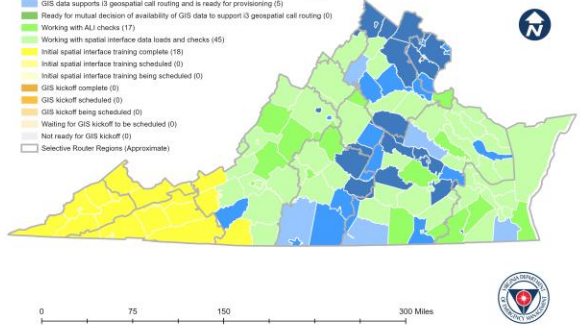 GIS data supports i3 geospatial call routing and is ready for provisioning (5)
Ready for mutual decision of availability of GIS data to support i3 geospatial call routing (0)
Working with ALI checks (17)
Working with spatial interface data loads and checks (45)
Initial spatial interface training complete (18)
Initial spatial interface training scheduled (0)
Initial spatial interface training being scheduled (0)
GIS kickoff complete (0)
GIS kickoff scheduled (0)
GIS kickoff being scheduled (0)
Waiting for GIS kickoff to be scheduled (0)
Not ready for GIS kickoff (0)
Selective Router Regions (Approximate)
N
VIRGINIA DEPARTMENT
OF EMERGENCY MANAGEMENT
0 75 150 300 Miles